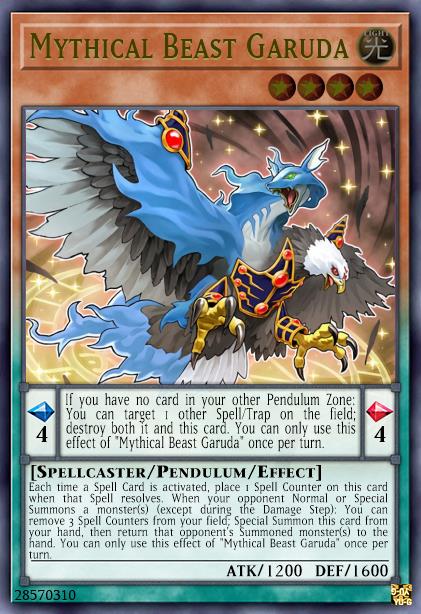 Mythical Beast Garuda
LIGHT
光
If you have no card in your other Pendulum Zone:
You can target 1 other Spell/Trap on the field;
destroy both it and this card. You can only use this
effect of "Mythical Beast Garuda" once per turn.
4
4
[Spellcaster/Pendulum/Effect]
Each time a Spell Card is activated, place 1 Spell Counter on this card
when that Spell resolves. When your opponent Normal or Special
Summons a monster(s) (except during the Damage Step): You can
remove 3 Spell Counters from your field; Special Summon this card from
your hand, then return that opponent's Summoned monster(s) to the
hand. You can only use this effect of "Mythical Beast Garuda" once per
turn.
ATK/1200 DEF/1600
28570310